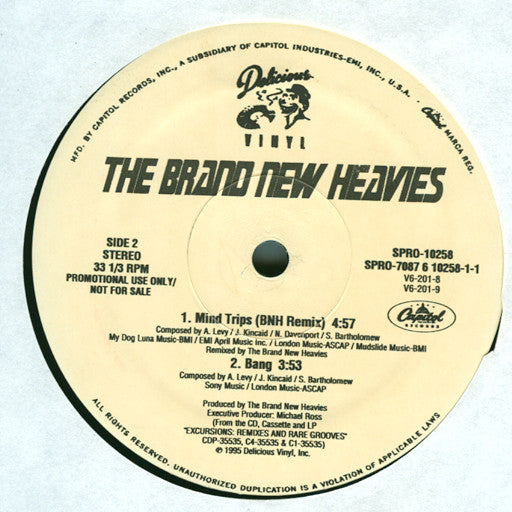 MFD. BY CAPITOL RECORDS, INC., A SUBSIDIARY OF CAPITOL INDUSTRIES-EMI, INC., U.S.A. • Capitol MARCA REG.
Delicious
VINYL
THE BRAND NEW HEAVIES
SIDE 2
STEREO
33 1/3 RPM
PROMOTIONAL USE ONLY/
NOT FOR SALE
SPRO-10258
SPRO-7087 6 10258-1-1
V6-201-8
V6-201-9
Capitol
RECORDS
1. Mind Trips (BNH Remix) 4:57
Composed by A. Levy / J. Kincaid / N. Davenport / S. Bartholomew
My Dog Luna Music-BMI / EMI April Music Inc. / London Music-ASCAP / Mudslide Music-BMI
Remixed by The Brand New Heavies
2. Bang 3:53
Composed by A. Levy / J. Kincaid / S. Bartholomew
Sony Music / London Music-ASCAP
Produced by The Brand New Heavies
Executive Producer: Michael Ross
(From the CD, Cassette and LP
"EXCURSIONS: REMIXES AND RARE GROOVES"
CDP-35535, C4-35535 & C1-35535)
℗ 1995 Delicious Vinyl, Inc.
ALL RIGHTS RESERVED. UNAUTHORIZED DUPLICATION IS A VIOLATION OF APPLICABLE LAWS